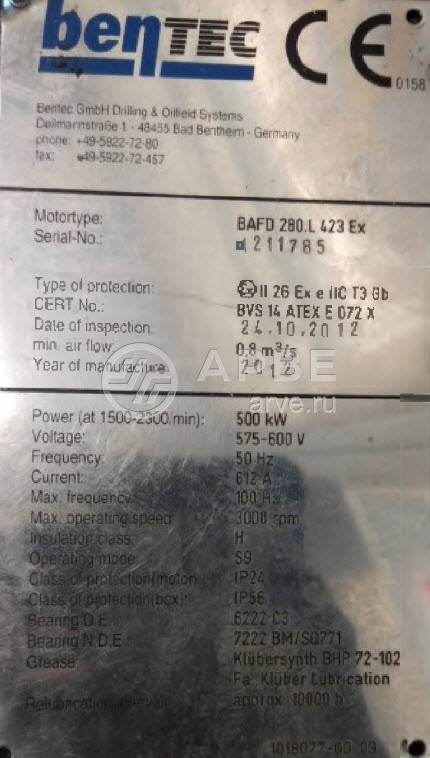 benTEC
CE
0158
Bentec GmbH Drilling & Oilfield Systems
Deilmannstraße 1 - 48455 Bad Bentheim - Germany
phone: +49-5922-72-80
fax: +49-5922-72-457
Motortype: BAFD 280.L 423 Ex
Serial-No.: 211785
Type of protection: II 2G Ex e IIC T3 Gb
CERT No.: BVS 14 ATEX E 072 X
Date of inspection 24.10.2012
min. air flow: 0,8 m³/s
Year of manufacture: 2012
АРВЕ
arve.ru
Power (at 1500-2300/min): 500 kW
Voltage: 575-600 V
Frequency: 50 Hz
Current: 612 A
Max. frequency: 100 Hz
Max. operating speed: 3000 rpm
Insulation class: H
Operating mode: S9
Class of protection(motor): IP24
Class of protection(box): IP56
Bearing D.E.: 6222 C3
Bearing N.D.E.: 7222 BM/SQ771
Grease: Klübersynth BHP 72-102
Fa. Klüber Lubrication
Relubrication intervall: approx. 10000 h
1018077-00 03